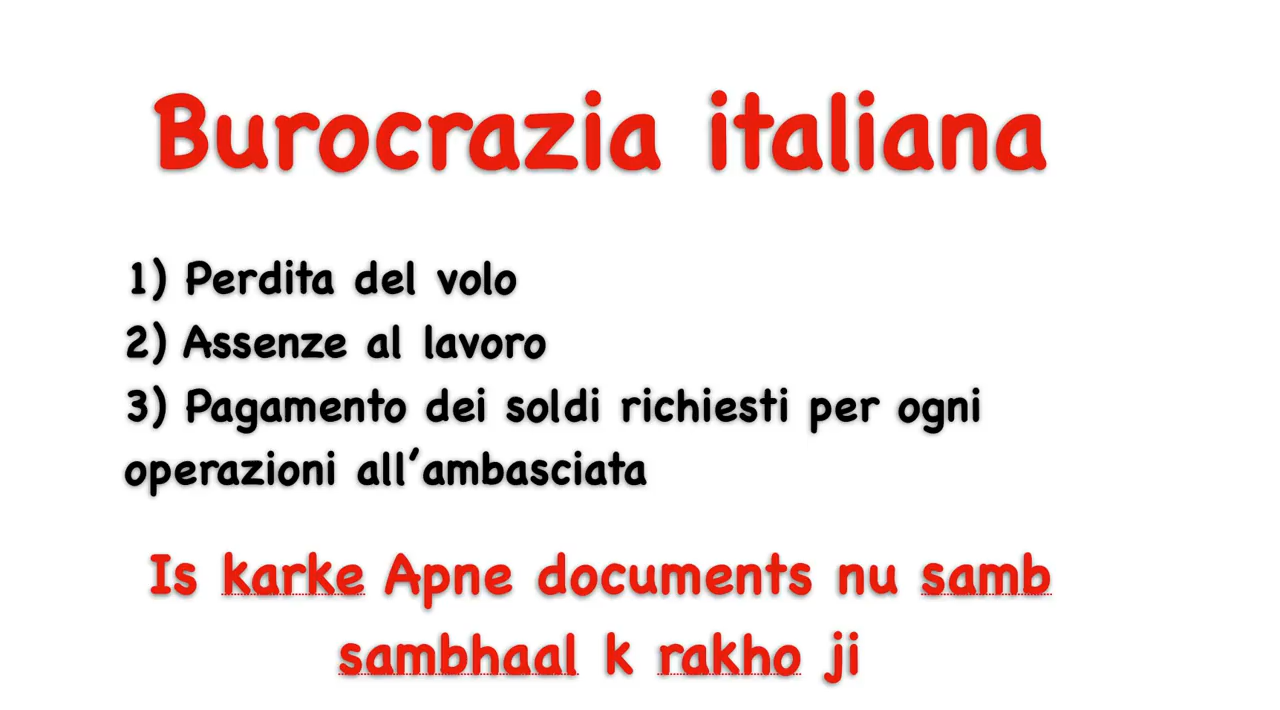 Burocrazia italiana
1) Perdita del volo
2) Assenze al lavoro
3) Pagamento dei soldi richiesti per ogni
operazioni all'ambasciata
Is karke Apne documents nu samb
sambhaal k rakho ji